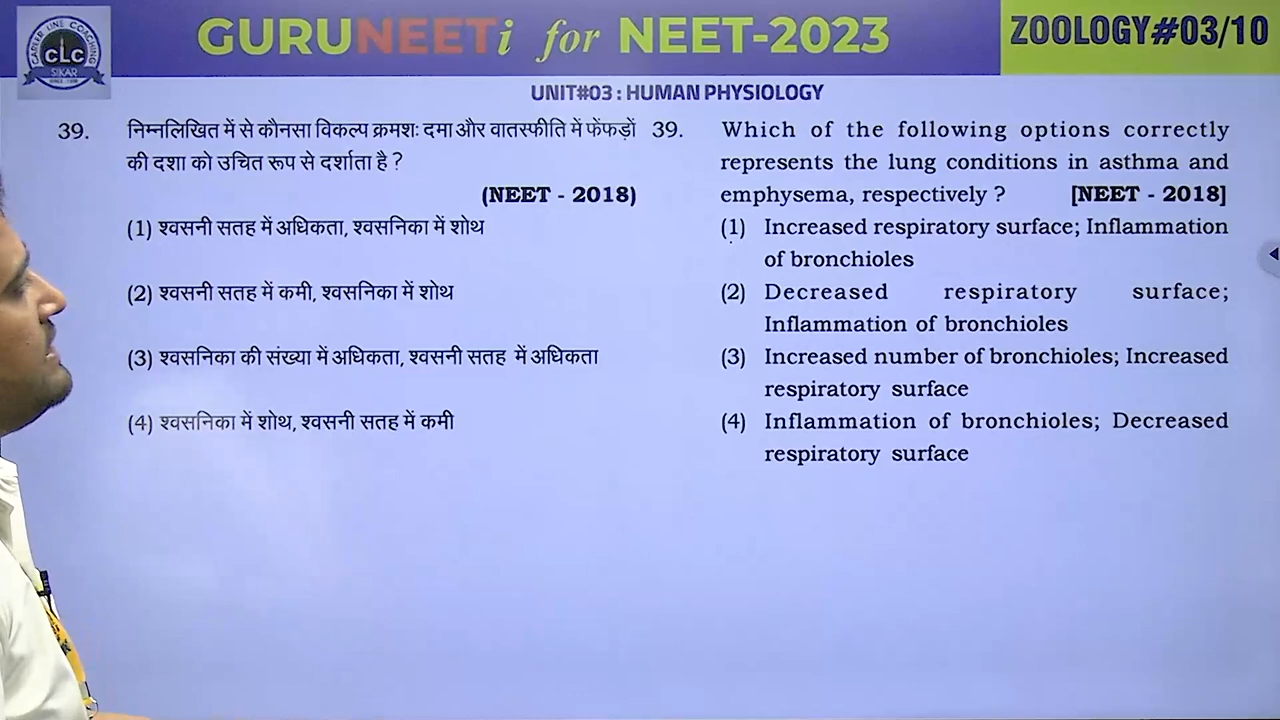 GURUNEETi for NEET-2023
ZOOLOGY#03/10
CAREER LINE COACHING
CLC
SIKAR
UNIT#03 : HUMAN PHYSIOLOGY
39. निम्नलिखित में से कौनसा विकल्प क्रमशः दमा और वातस्फीति में फेंफड़ों
की दशा को उचित रूप से दर्शाता है ?
(NEET - 2018)
(1) श्वसनी सतह में अधिकता, श्वसनिका में शोथ
(2) श्वसनी सतह में कमी, श्वसनिका में शोथ
(3) श्वसनिका की संख्या में अधिकता, श्वसनी सतह में अधिकता
(4) श्वसनिका में शोथ, श्वसनी सतह में कमी
39. Which of the following options correctly
represents the lung conditions in asthma and
emphysema, respectively ? [NEET - 2018]
(1) Increased respiratory surface; Inflammation
of bronchioles
(2) Decreased respiratory surface;
Inflammation of bronchioles
(3) Increased number of bronchioles; Increased
respiratory surface
(4) Inflammation of bronchioles; Decreased
respiratory surface